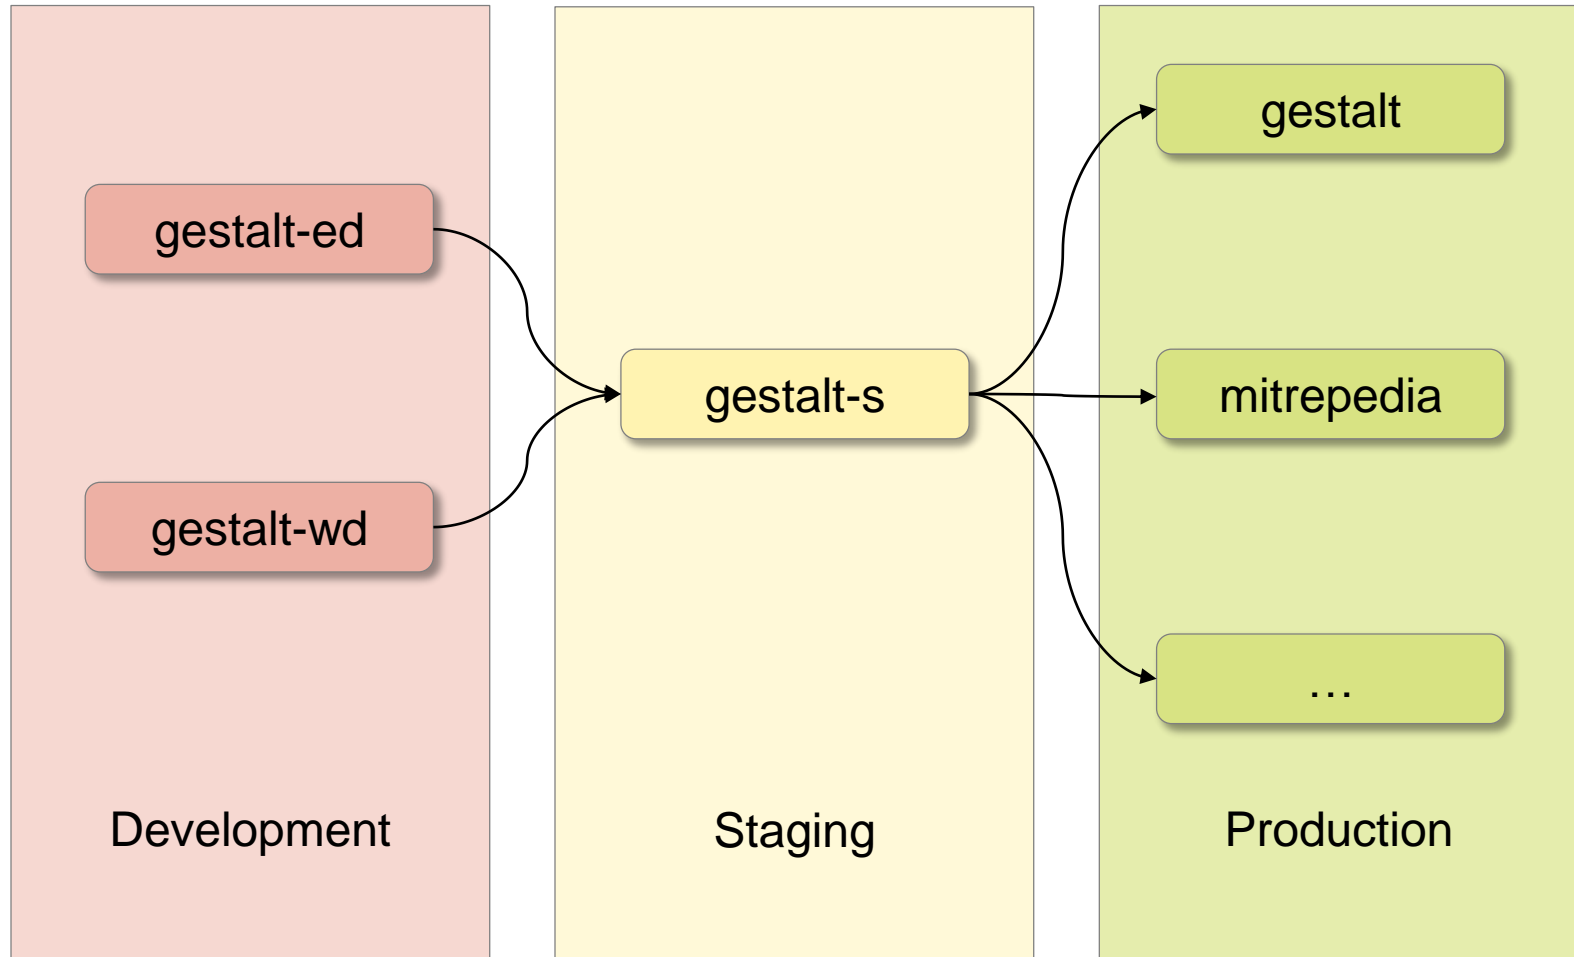 gestalt-ed
gestalt-wd
Development
gestalt-s
Staging
gestalt
mitrepedia
…
Production